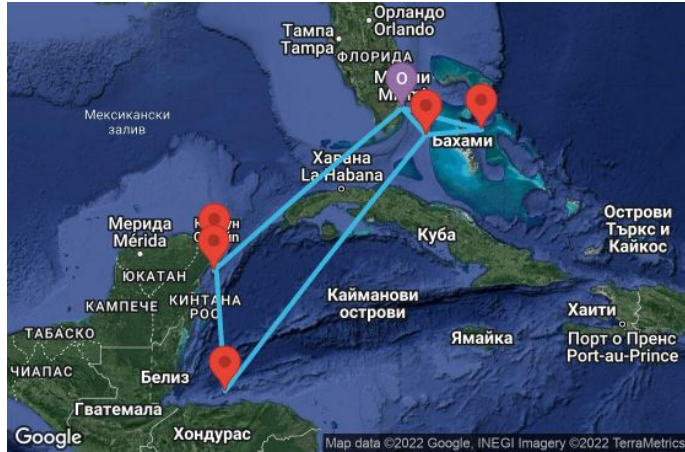 Орландо
Orlando
Тампа
Tampa
ФЛОРИДА
O
Мексикански
залив
Бахами
Хавана
La Habana
Мерида
Mérida
Острови
Търкс и
Кайкос
Куба
ЮКАТАН
КАМПЕЧЕ
КИНТАНА
РОО
Кайманови
острови
Хаити
ТАБАСКО
Ямайка
Порт о Пренс
Port-au-Prince
ЧИАПАС
Белиз
Гватемала
Хондурас
Google
Map data ©2022 Google, INEGI Imagery ©2022 TerraMetrics